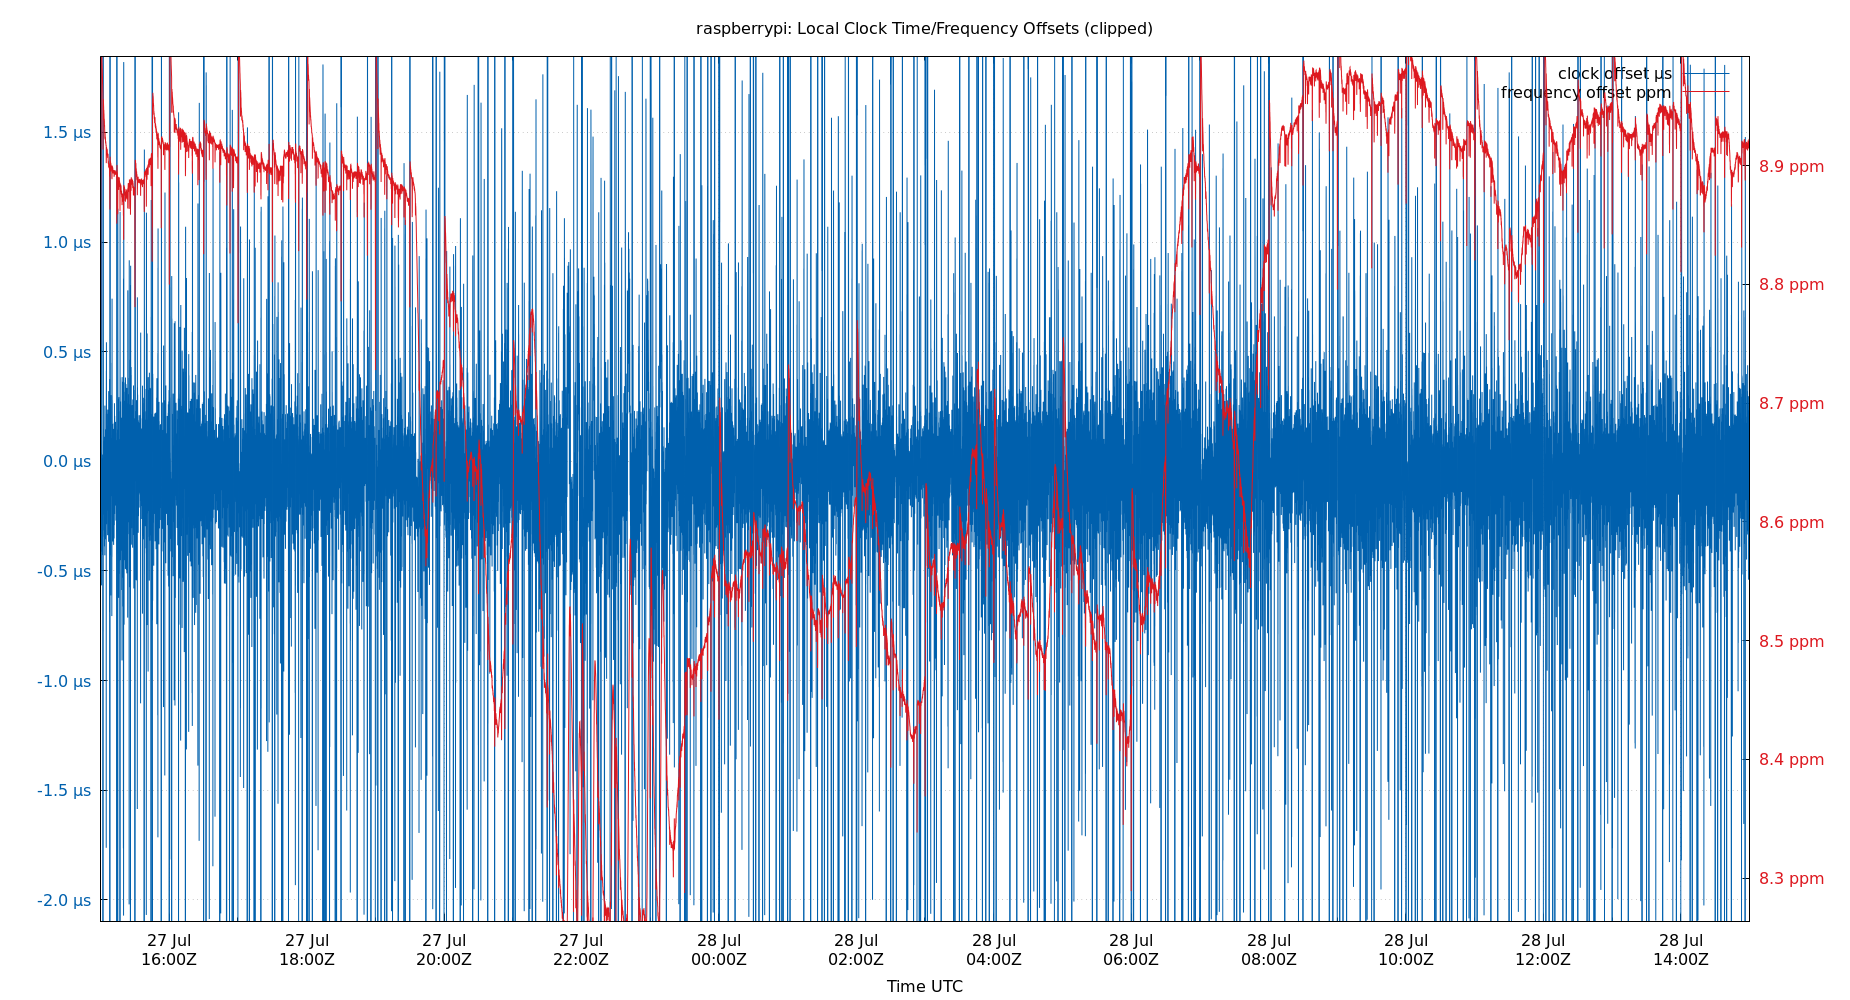 raspberrypi: Local Clock Time/Frequency Offsets (clipped)
clock offset µs
frequency offset ppm
1.5 µs
1.0 µs
0.5 µs
0.0 µs
-0.5 µs
-1.0 µs
-1.5 µs
-2.0 µs
8.9 ppm
8.8 ppm
8.7 ppm
8.6 ppm
8.5 ppm
8.4 ppm
8.3 ppm
27 Jul
16:00Z
27 Jul
18:00Z
27 Jul
20:00Z
27 Jul
22:00Z
28 Jul
00:00Z
28 Jul
02:00Z
28 Jul
04:00Z
28 Jul
06:00Z
28 Jul
08:00Z
28 Jul
10:00Z
28 Jul
12:00Z
28 Jul
14:00Z
Time UTC